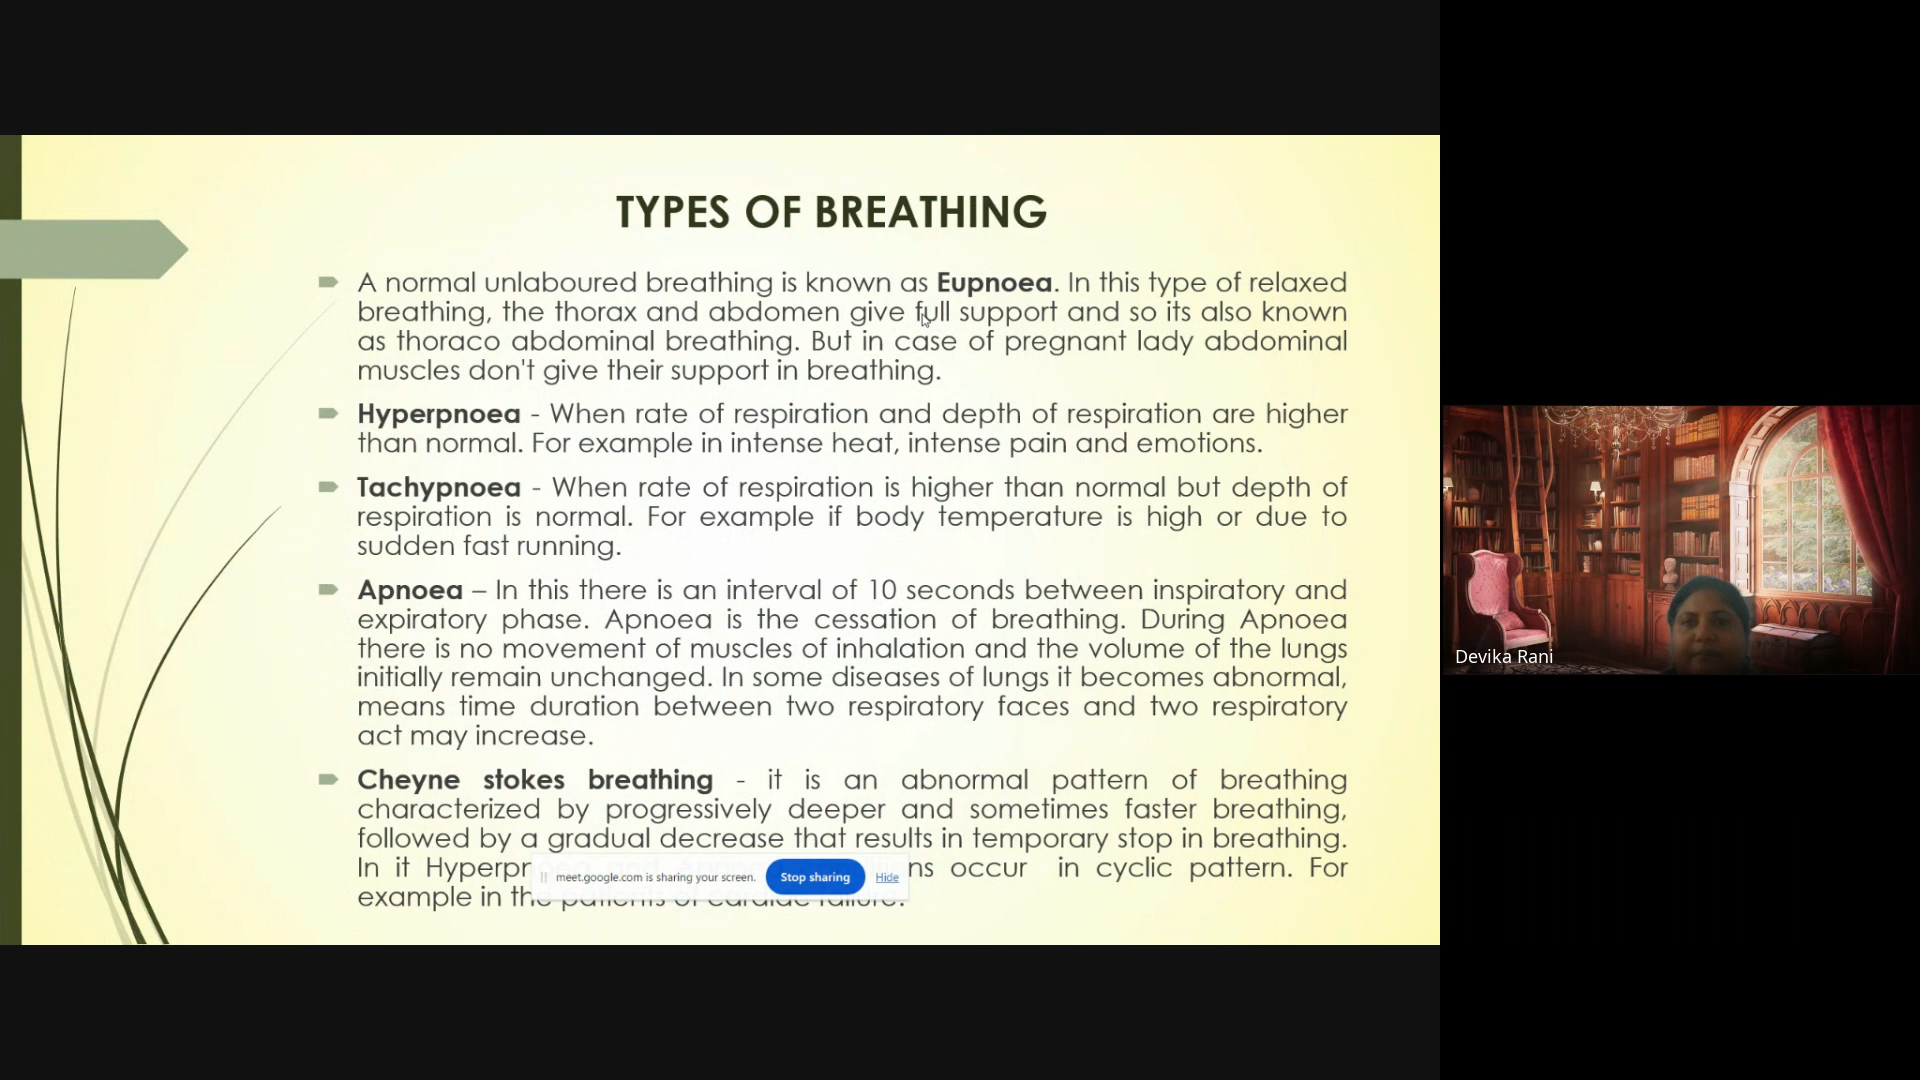 TYPES OF BREATHING
A normal unlaboured breathing is known as Eupnoea. In this type of relaxed
breathing, the thorax and abdomen give full support and so its also known
as thoraco abdominal breathing. But in case of pregnant lady abdominal
muscles don't give their support in breathing.
Hyperpnoea - When rate of respiration and depth of respiration are higher
than normal. For example in intense heat, intense pain and emotions.
Tachypnoea - When rate of respiration is higher than normal but depth of
respiration is normal. For example if body temperature is high or due to
sudden fast running.
Apnoea – In this there is an interval of 10 seconds between inspiratory and
expiratory phase. Apnoea is the cessation of breathing. During Apnoea
there is no movement of muscles of inhalation and the volume of the lungs
initially remain unchanged. In some diseases of lungs it becomes abnormal,
means time duration between two respiratory faces and two respiratory
act may increase.
Cheyne stokes breathing - it is an abnormal pattern of breathing
characterized by progressively deeper and sometimes faster breathing,
followed by a gradual decrease that results in temporary stop in breathing.
In it occur in cyclic pattern. For
example in the patients of cardiac failure.
meet.google.com is sharing your screen. Stop sharing Hide
Devika Rani